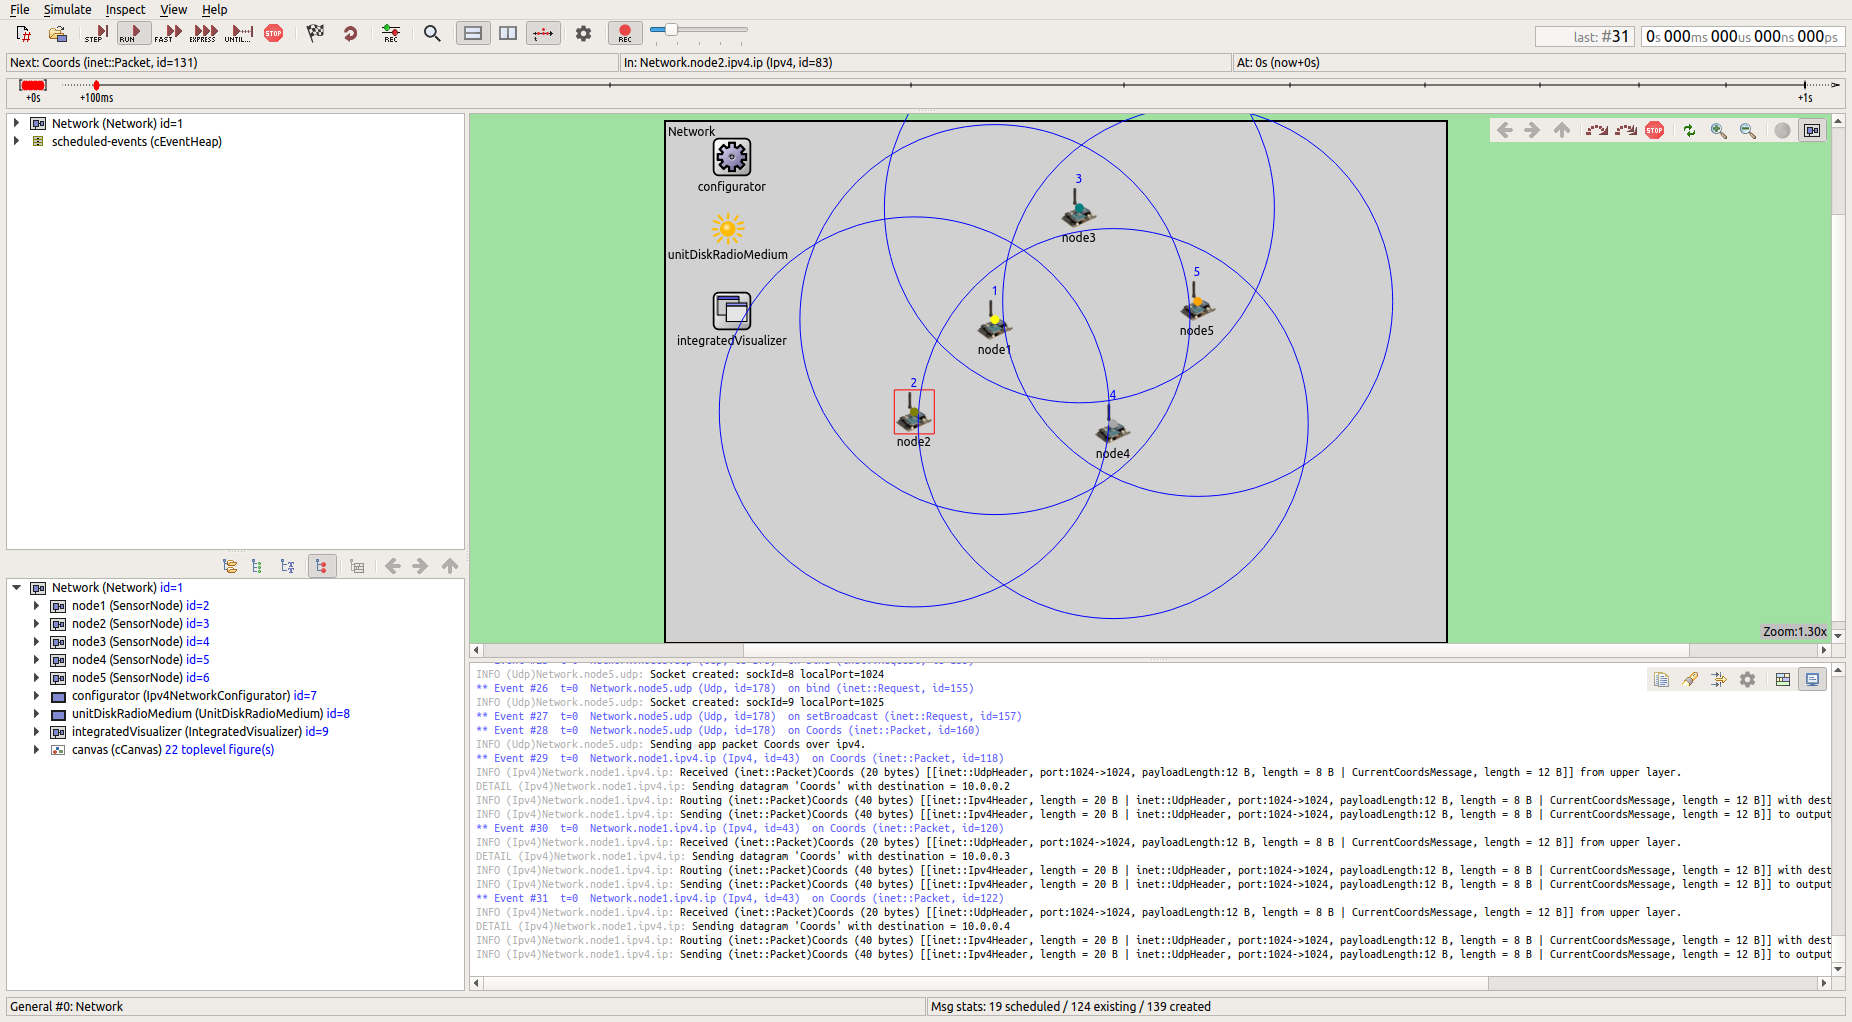 File Simulate Inspect View Help
STEP RUN FAST EXPRESS UNTIL... STOP REC REC
last: #31 0s 000ms 000us 000ns 000ps
Next: Coords (inet::Packet, id=131) In: Network.node2.ipv4.ip (Ipv4, id=83) At: 0s (now+0s)
+0s +100ms +1s
Network (Network) id=1
scheduled-events (cEventHeap)
Network (Network) id=1
node1 (SensorNode) id=2
node2 (SensorNode) id=3
node3 (SensorNode) id=4
node4 (SensorNode) id=5
node5 (SensorNode) id=6
configurator (Ipv4NetworkConfigurator) id=7
unitDiskRadioMedium (UnitDiskRadioMedium) id=8
integratedVisualizer (IntegratedVisualizer) id=9
canvas (cCanvas) 22 toplevel figure(s)
Network
STOP
configurator
3
node3
unitDiskRadioMedium
5
node5
1
node1
integratedVisualizer
2
node2
4
node4
Zoom:1.30x
INFO (Udp)Network.node5.udp: Socket created: sockId=8 localPort=1024
** Event #26 t=0 Network.node5.udp (Udp, id=178) on bind (inet::Request, id=155)
INFO (Udp)Network.node5.udp: Socket created: sockId=9 localPort=1025
** Event #27 t=0 Network.node5.udp (Udp, id=178) on setBroadcast (inet::Request, id=157)
** Event #28 t=0 Network.node5.udp (Udp, id=178) on Coords (inet::Packet, id=160)
INFO (Udp)Network.node5.udp: Sending app packet Coords over ipv4.
** Event #29 t=0 Network.node1.ipv4.ip (Ipv4, id=43) on Coords (inet::Packet, id=118)
INFO (Ipv4)Network.node1.ipv4.ip: Received (inet::Packet)Coords (20 bytes) [[inet::UdpHeader, port:1024->1024, payloadLength:12 B, length = 8 B | CurrentCoordsMessage, length = 12 B]] from upper layer.
DETAIL (Ipv4)Network.node1.ipv4.ip: Sending datagram 'Coords' with destination = 10.0.0.2
INFO (Ipv4)Network.node1.ipv4.ip: Routing (inet::Packet)Coords (40 bytes) [[inet::Ipv4Header, length = 20 B | inet::UdpHeader, port:1024->1024, payloadLength:12 B, length = 8 B | CurrentCoordsMessage, length = 12 B]] with dest
INFO (Ipv4)Network.node1.ipv4.ip: Sending (inet::Packet)Coords (40 bytes) [[inet::Ipv4Header, length = 20 B | inet::UdpHeader, port:1024->1024, payloadLength:12 B, length = 8 B | CurrentCoordsMessage, length = 12 B]] to output
** Event #30 t=0 Network.node1.ipv4.ip (Ipv4, id=43) on Coords (inet::Packet, id=120)
INFO (Ipv4)Network.node1.ipv4.ip: Received (inet::Packet)Coords (20 bytes) [[inet::UdpHeader, port:1024->1024, payloadLength:12 B, length = 8 B | CurrentCoordsMessage, length = 12 B]] from upper layer.
DETAIL (Ipv4)Network.node1.ipv4.ip: Sending datagram 'Coords' with destination = 10.0.0.3
INFO (Ipv4)Network.node1.ipv4.ip: Routing (inet::Packet)Coords (40 bytes) [[inet::Ipv4Header, length = 20 B | inet::UdpHeader, port:1024->1024, payloadLength:12 B, length = 8 B | CurrentCoordsMessage, length = 12 B]] with dest
INFO (Ipv4)Network.node1.ipv4.ip: Sending (inet::Packet)Coords (40 bytes) [[inet::Ipv4Header, length = 20 B | inet::UdpHeader, port:1024->1024, payloadLength:12 B, length = 8 B | CurrentCoordsMessage, length = 12 B]] to output
** Event #31 t=0 Network.node1.ipv4.ip (Ipv4, id=43) on Coords (inet::Packet, id=122)
INFO (Ipv4)Network.node1.ipv4.ip: Received (inet::Packet)Coords (20 bytes) [[inet::UdpHeader, port:1024->1024, payloadLength:12 B, length = 8 B | CurrentCoordsMessage, length = 12 B]] from upper layer.
DETAIL (Ipv4)Network.node1.ipv4.ip: Sending datagram 'Coords' with destination = 10.0.0.4
INFO (Ipv4)Network.node1.ipv4.ip: Routing (inet::Packet)Coords (40 bytes) [[inet::Ipv4Header, length = 20 B | inet::UdpHeader, port:1024->1024, payloadLength:12 B, length = 8 B | CurrentCoordsMessage, length = 12 B]] with dest
INFO (Ipv4)Network.node1.ipv4.ip: Sending (inet::Packet)Coords (40 bytes) [[inet::Ipv4Header, length = 20 B | inet::UdpHeader, port:1024->1024, payloadLength:12 B, length = 8 B | CurrentCoordsMessage, length = 12 B]] to output
General #0: Network Msg stats: 19 scheduled / 124 existing / 139 created